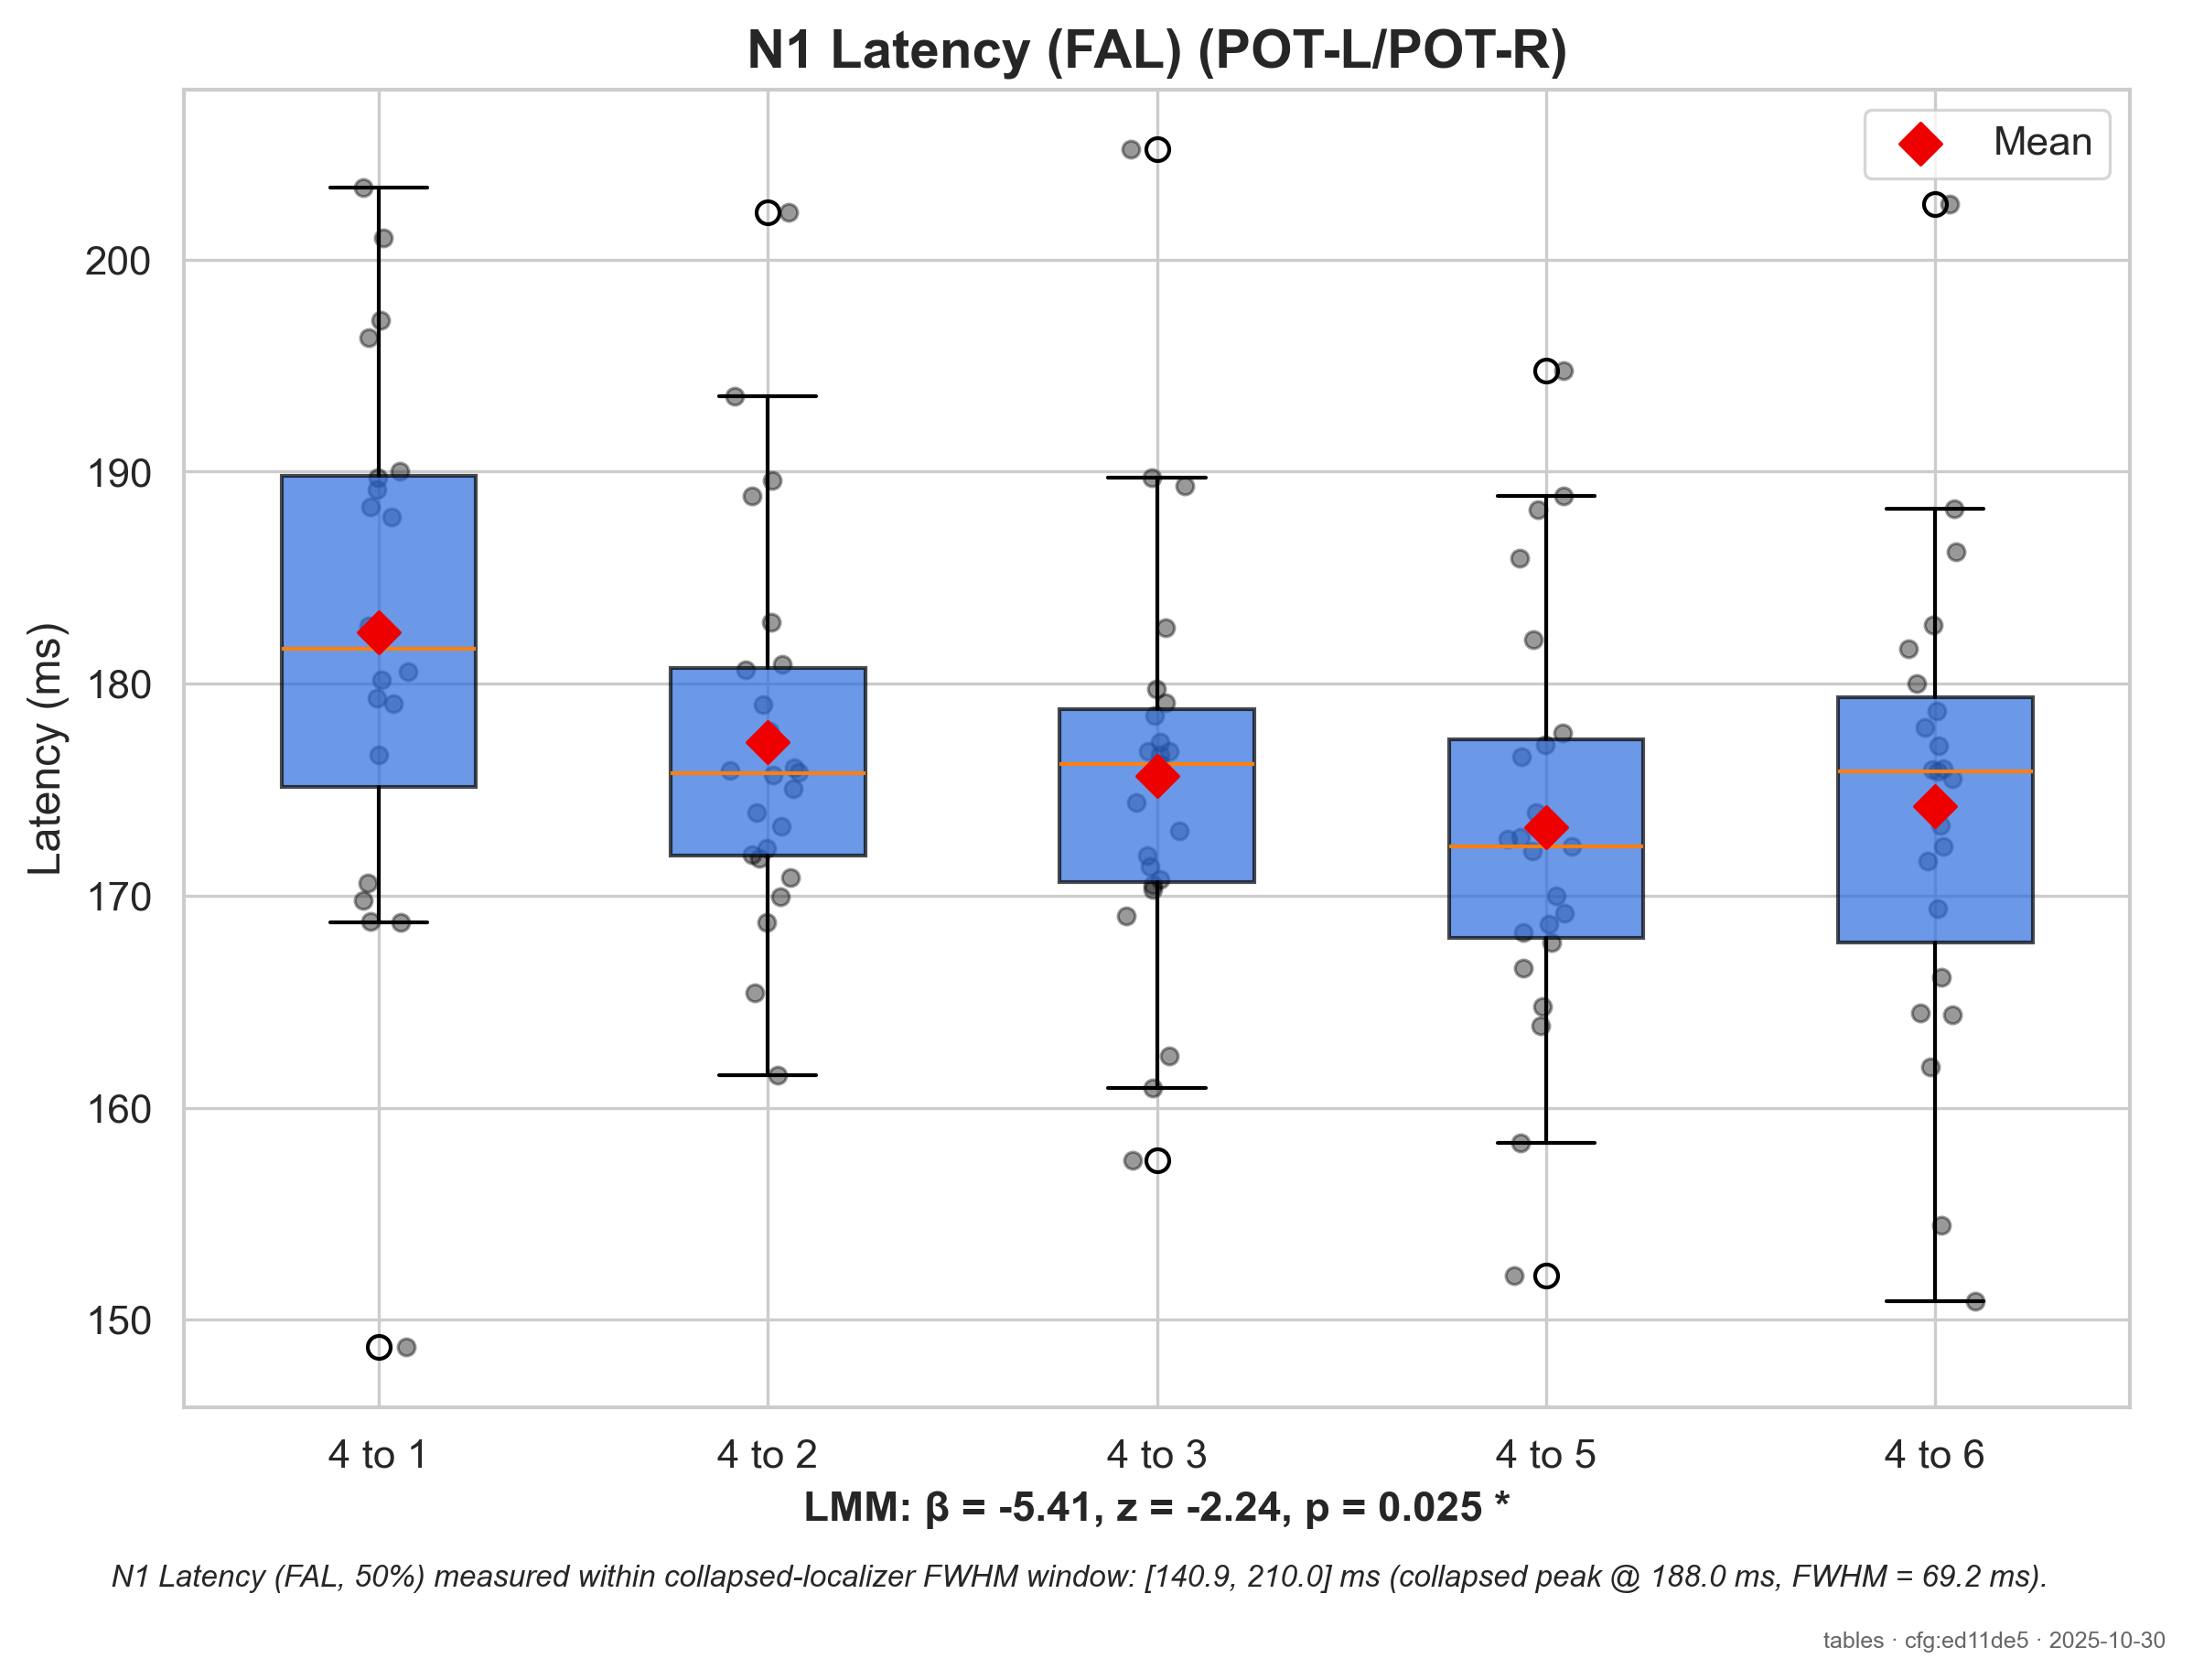 N1 Latency (FAL) (POT-L/POT-R)
Mean
Latency (ms)
200
190
180
170
160
150
4 to 1
4 to 2
4 to 3
4 to 5
4 to 6
LMM: β = -5.41, z = -2.24, p = 0.025 *
N1 Latency (FAL, 50%) measured within collapsed-localizer FWHM window: [140.9, 210.0] ms (collapsed peak @ 188.0 ms, FWHM = 69.2 ms).
tables · cfg:ed11de5 · 2025-10-30